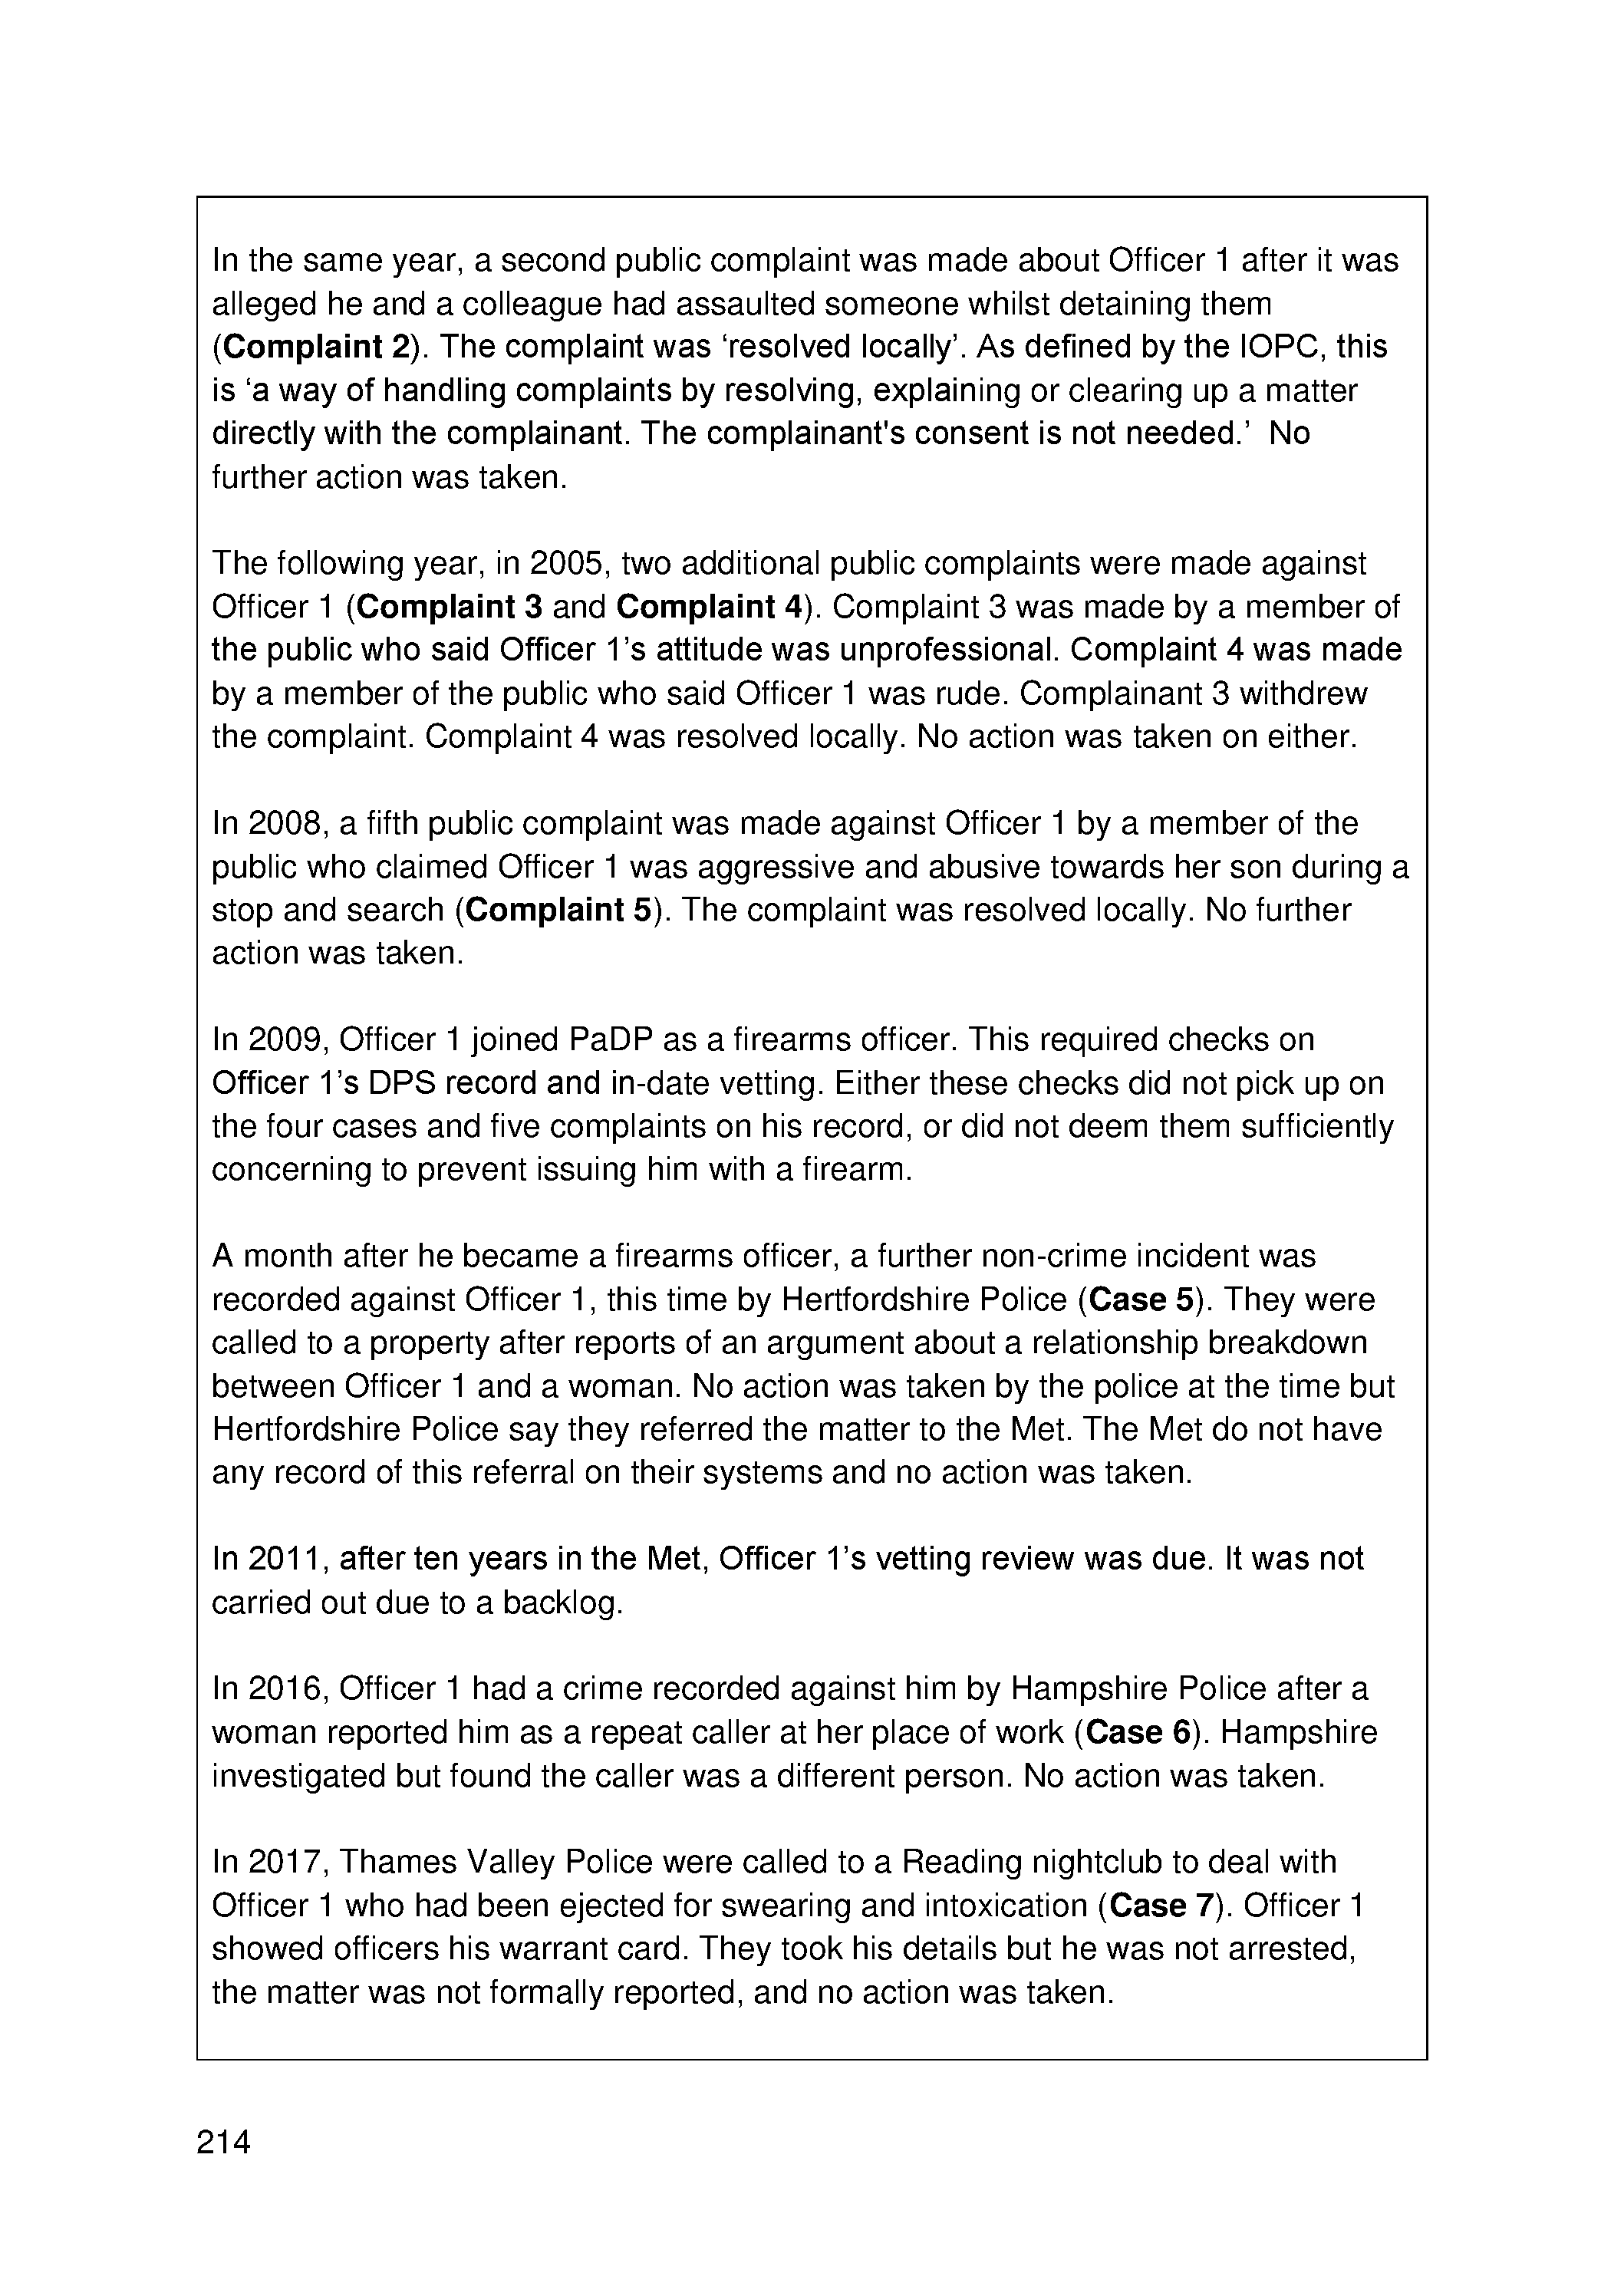 In the same year, a second public complaint was made about Officer 1 after it was
alleged he and a colleague had assaulted someone whilst detaining them
(Complaint 2). The complaint was ‘resolved locally’. As defined by the IOPC, this
is ‘a way of handling complaints by resolving, explaining or clearing up a matter
directly with the complainant. The complainant's consent is not needed.’ No
further action was taken.
The following year, in 2005, two additional public complaints were made against
Officer 1 (Complaint 3 and Complaint 4). Complaint 3 was made by a member of
the public who said Officer 1’s attitude was unprofessional. Complaint 4 was made
by a member of the public who said Officer 1 was rude. Complainant 3 withdrew
the complaint. Complaint 4 was resolved locally. No action was taken on either.
In 2008, a fifth public complaint was made against Officer 1 by a member of the
public who claimed Officer 1 was aggressive and abusive towards her son during a
stop and search (Complaint 5). The complaint was resolved locally. No further
action was taken.
In 2009, Officer 1 joined PaDP as a firearms officer. This required checks on
Officer 1’s DPS record and in-date vetting. Either these checks did not pick up on
the four cases and five complaints on his record, or did not deem them sufficiently
concerning to prevent issuing him with a firearm.
A month after he became a firearms officer, a further non-crime incident was
recorded against Officer 1, this time by Hertfordshire Police (Case 5). They were
called to a property after reports of an argument about a relationship breakdown
between Officer 1 and a woman. No action was taken by the police at the time but
Hertfordshire Police say they referred the matter to the Met. The Met do not have
any record of this referral on their systems and no action was taken.
In 2011, after ten years in the Met, Officer 1’s vetting review was due. It was not
carried out due to a backlog.
In 2016, Officer 1 had a crime recorded against him by Hampshire Police after a
woman reported him as a repeat caller at her place of work (Case 6). Hampshire
investigated but found the caller was a different person. No action was taken.
In 2017, Thames Valley Police were called to a Reading nightclub to deal with
Officer 1 who had been ejected for swearing and intoxication (Case 7). Officer 1
showed officers his warrant card. They took his details but he was not arrested,
the matter was not formally reported, and no action was taken.
214